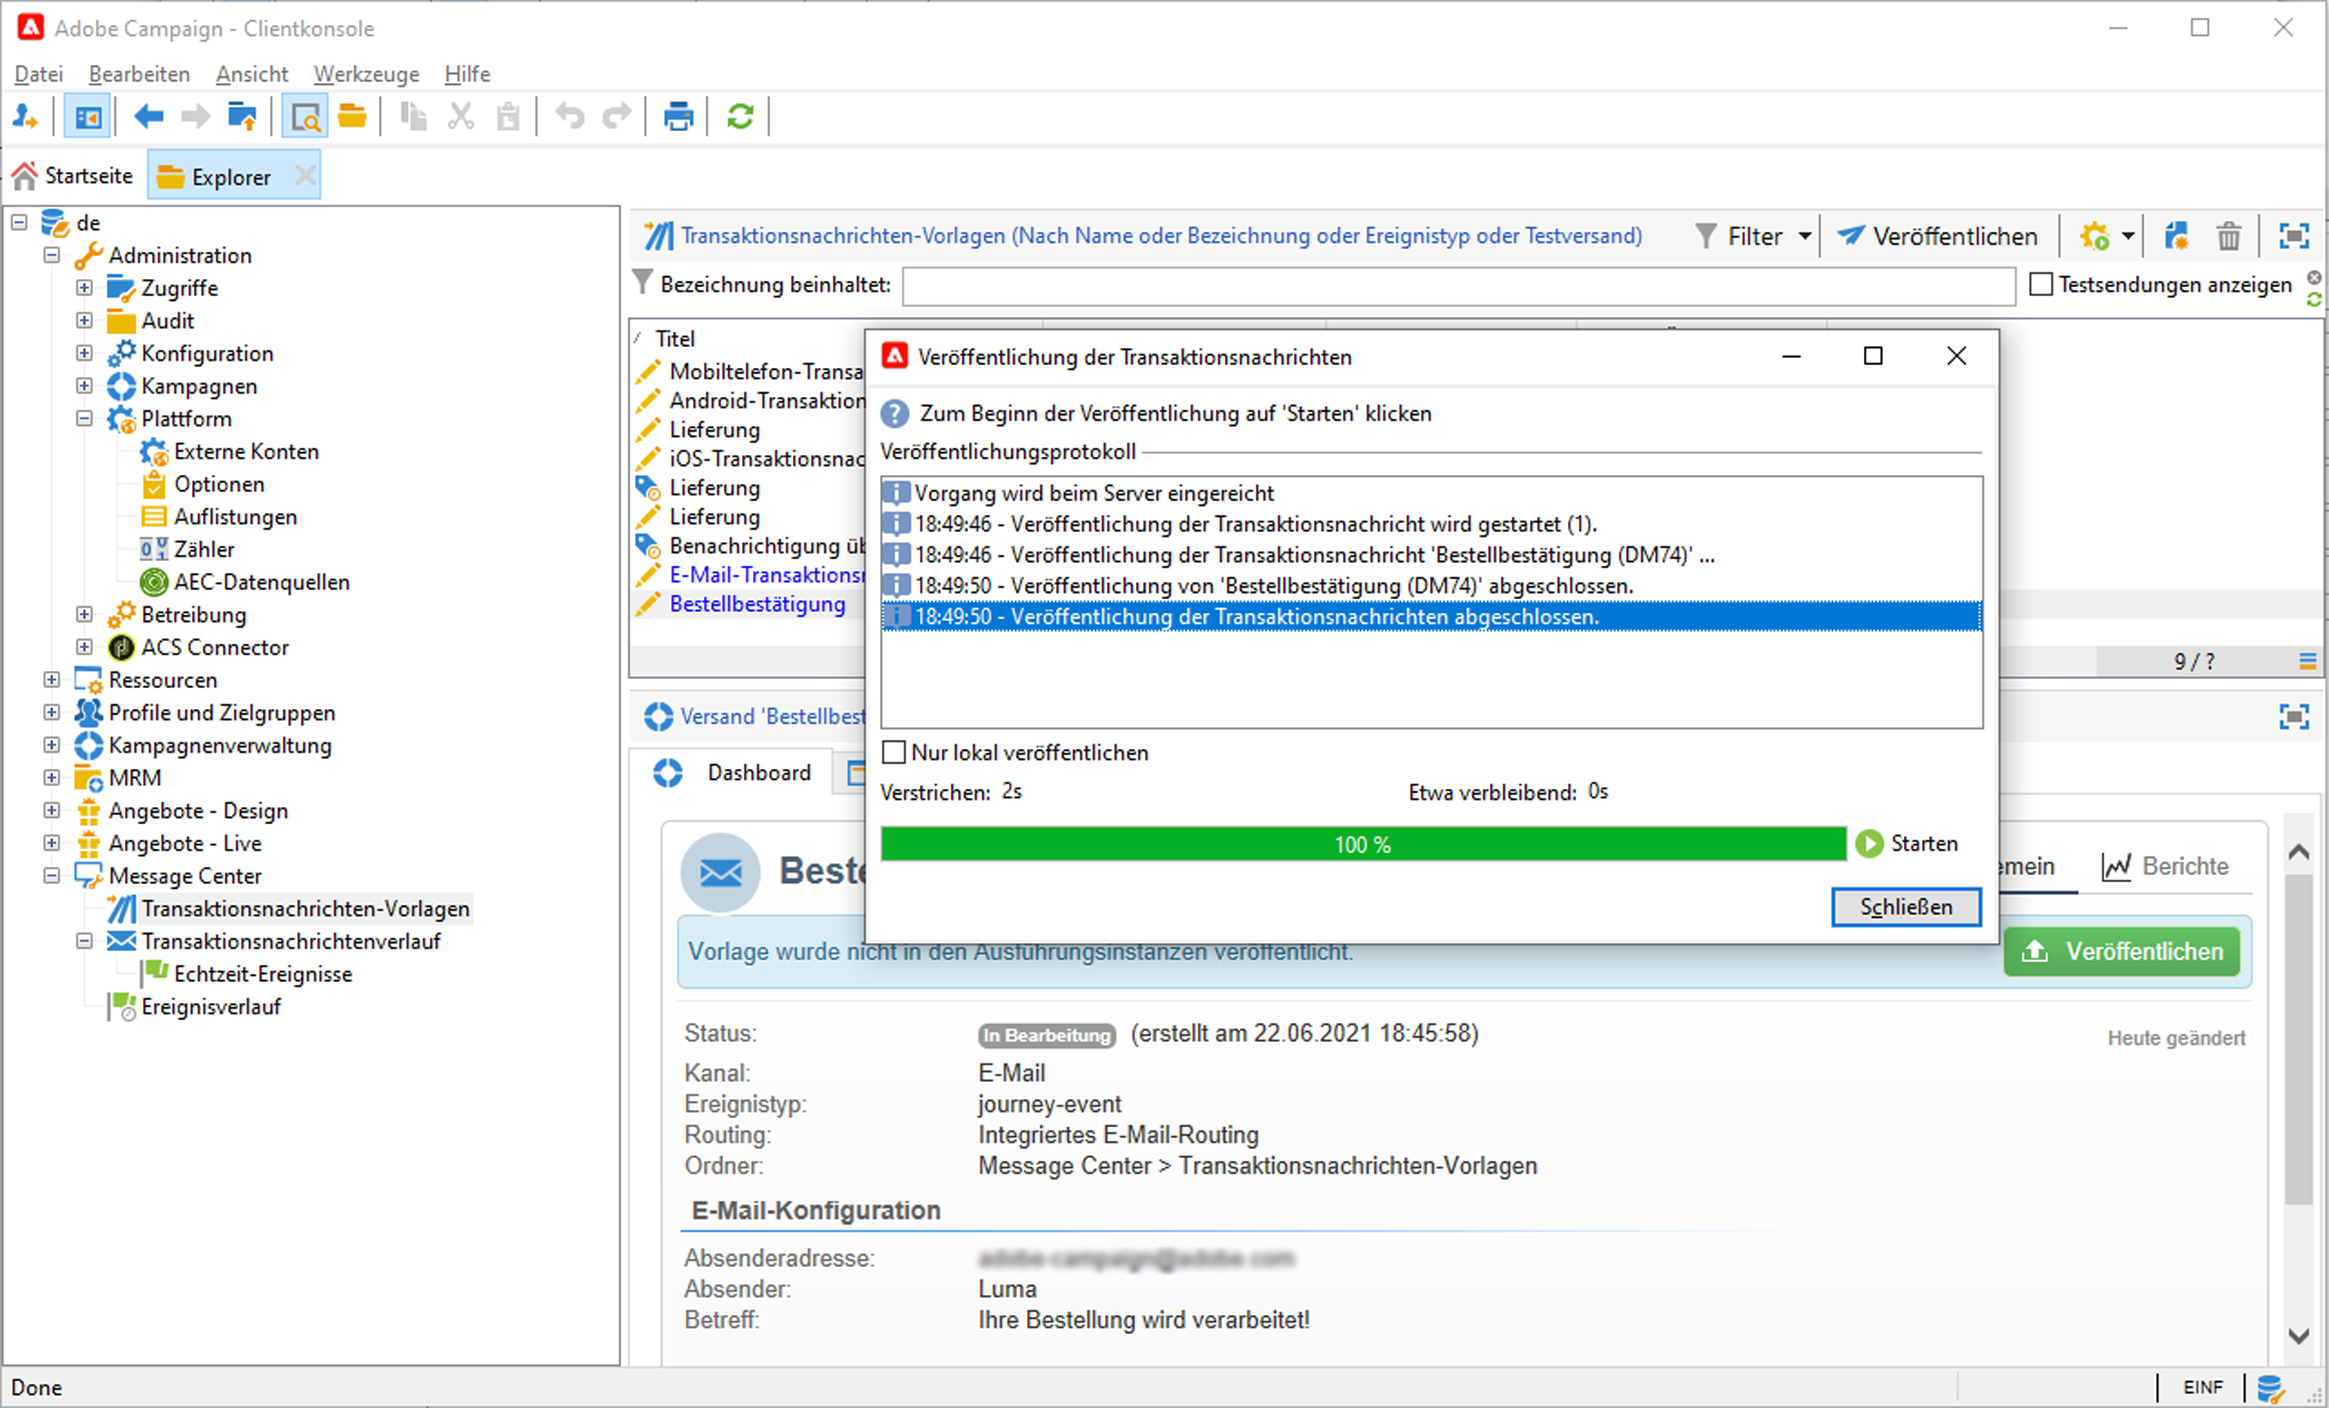 Adobe Campaign - Clientkonsole
Datei Bearbeiten Ansicht Werkzeuge Hilfe
Startseite Explorer
de
Administration
Zugriffe
Audit
Konfiguration
Kampagnen
Plattform
Externe Konten
Optionen
Auflistungen
Zähler
AEC-Datenquellen
Betreibung
ACS Connector
Ressourcen
Profile und Zielgruppen
Kampagnenverwaltung
MRM
Angebote - Design
Angebote - Live
Message Center
Transaktionsnachrichten-Vorlagen
Transaktionsnachrichtenverlauf
Echtzeit-Ereignisse
Ereignisverlauf
Transaktionsnachrichten-Vorlagen (Nach Name oder Bezeichnung oder Ereignistyp oder Testversand) Filter Veröffentlichen
Bezeichnung beinhaltet: Testsendungen anzeigen
Titel
Mobiltelefon-Transa
Android-Transaktion
Lieferung
iOS-Transaktionsnac
Lieferung
Lieferung
Benachrichtigung üb
E-Mail-Transaktionsn
Bestellbestätigung
9 / ?
Veröffentlichung der Transaktionsnachrichten
Zum Beginn der Veröffentlichung auf 'Starten' klicken
Veröffentlichungsprotokoll
Vorgang wird beim Server eingereicht
18:49:46 - Veröffentlichung der Transaktionsnachricht wird gestartet (1).
18:49:46 - Veröffentlichung der Transaktionsnachricht 'Bestellbestätigung (DM74)' ...
18:49:50 - Veröffentlichung von 'Bestellbestätigung (DM74)' abgeschlossen.
18:49:50 - Veröffentlichung der Transaktionsnachrichten abgeschlossen.
Nur lokal veröffentlichen
Verstrichen: 2s Etwa verbleibend: 0s
100 % Starten
Schließen
Versand 'Bestellbest
Dashboard
Beste
emein Berichte
Vorlage wurde nicht in den Ausführungsinstanzen veröffentlicht. Veröffentlichen
Status: In Bearbeitung (erstellt am 22.06.2021 18:45:58) Heute geändert
Kanal: E-Mail
Ereignistyp: journey-event
Routing: Integriertes E-Mail-Routing
Ordner: Message Center > Transaktionsnachrichten-Vorlagen
E-Mail-Konfiguration
Absenderadresse:
Absender: Luma
Betreff: Ihre Bestellung wird verarbeitet!
Done EINF